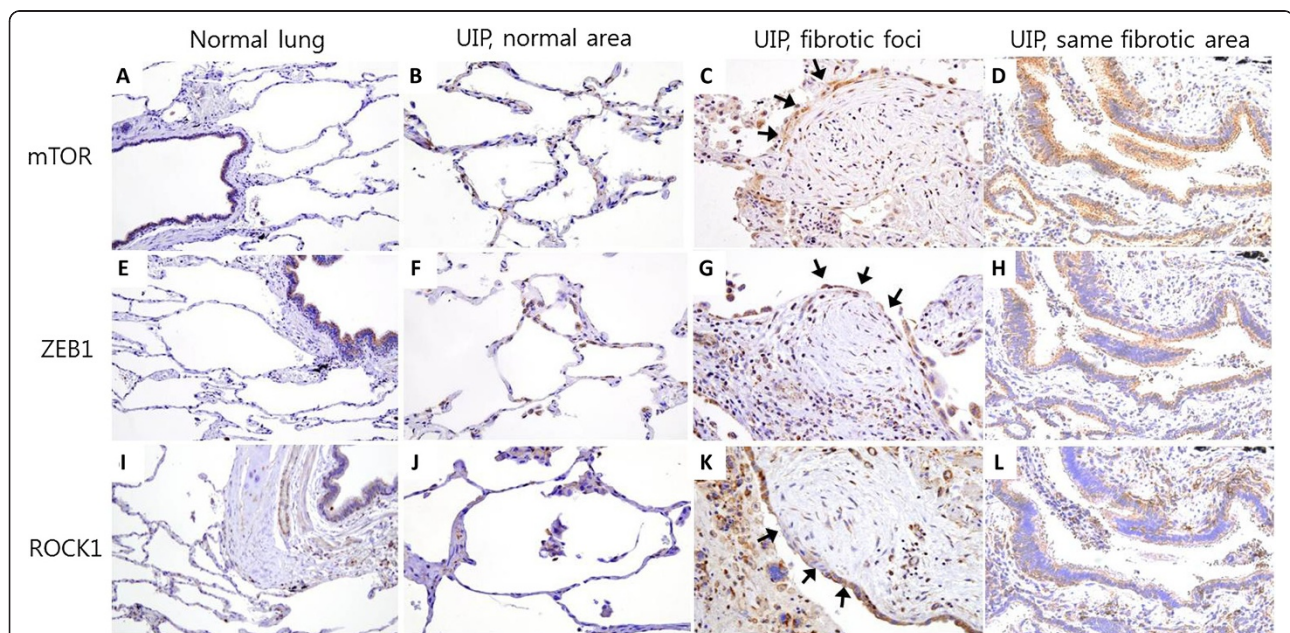 Normal lung
UIP, normal area
UIP, fibrotic foci
UIP, same fibrotic area
mTOR
A
B
C
D
ZEB1
E
F
G
H
ROCK1
I
J
K
L